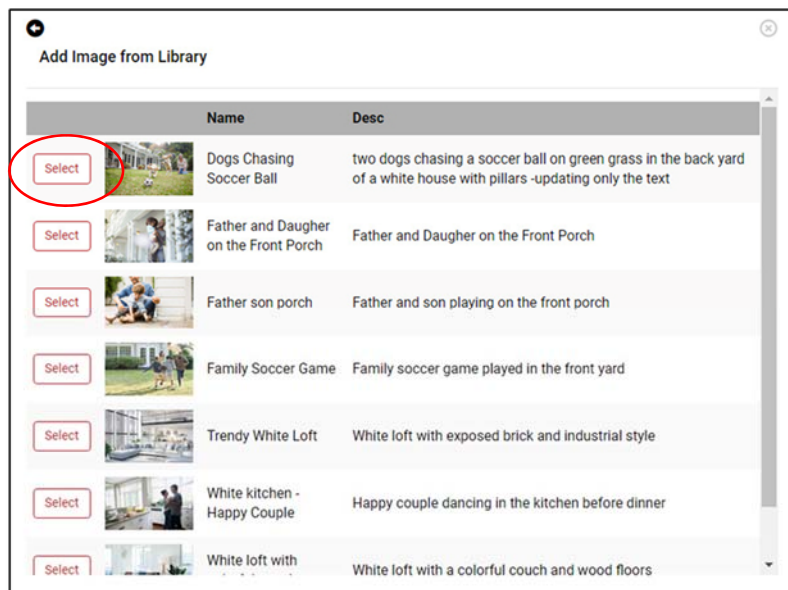 Add Image from Library
Name Desc
Select Dogs Chasing two dogs chasing a soccer ball on green grass in the back yard
Soccer Ball of a white house with pillars -updating only the text
Select Father and Daugher Father and Daugher on the Front Porch
on the Front Porch
Select Father son porch Father and son playing on the front porch
Select Family Soccer Game Family soccer game played in the front yard
Select Trendy White Loft White loft with exposed brick and industrial style
Select White kitchen - Happy couple dancing in the kitchen before dinner
Happy Couple
Select White loft with White loft with a colorful couch and wood floors